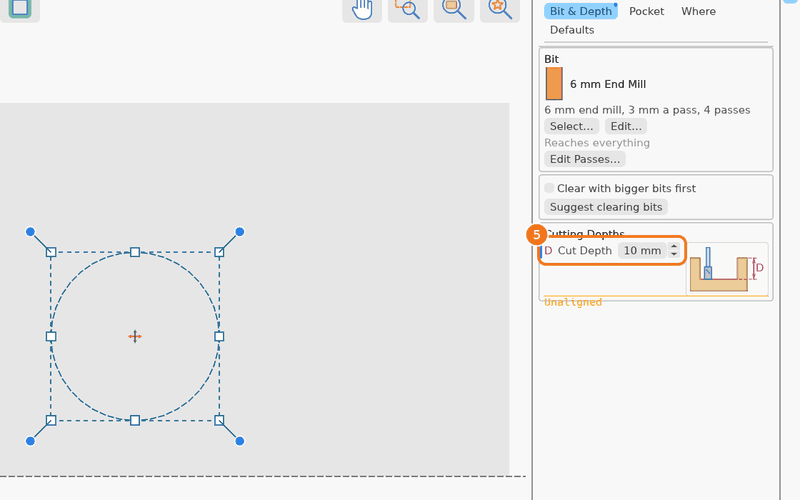 Bit & Depth Pocket Where
Defaults
Bit
6 mm End Mill
6 mm end mill, 3 mm a pass, 4 passes
Select... Edit...
Reaches everything
Edit Passes...
Clear with bigger bits first
Suggest clearing bits
Cutting Depths
5
D Cut Depth 10 mm
D
Unaligned